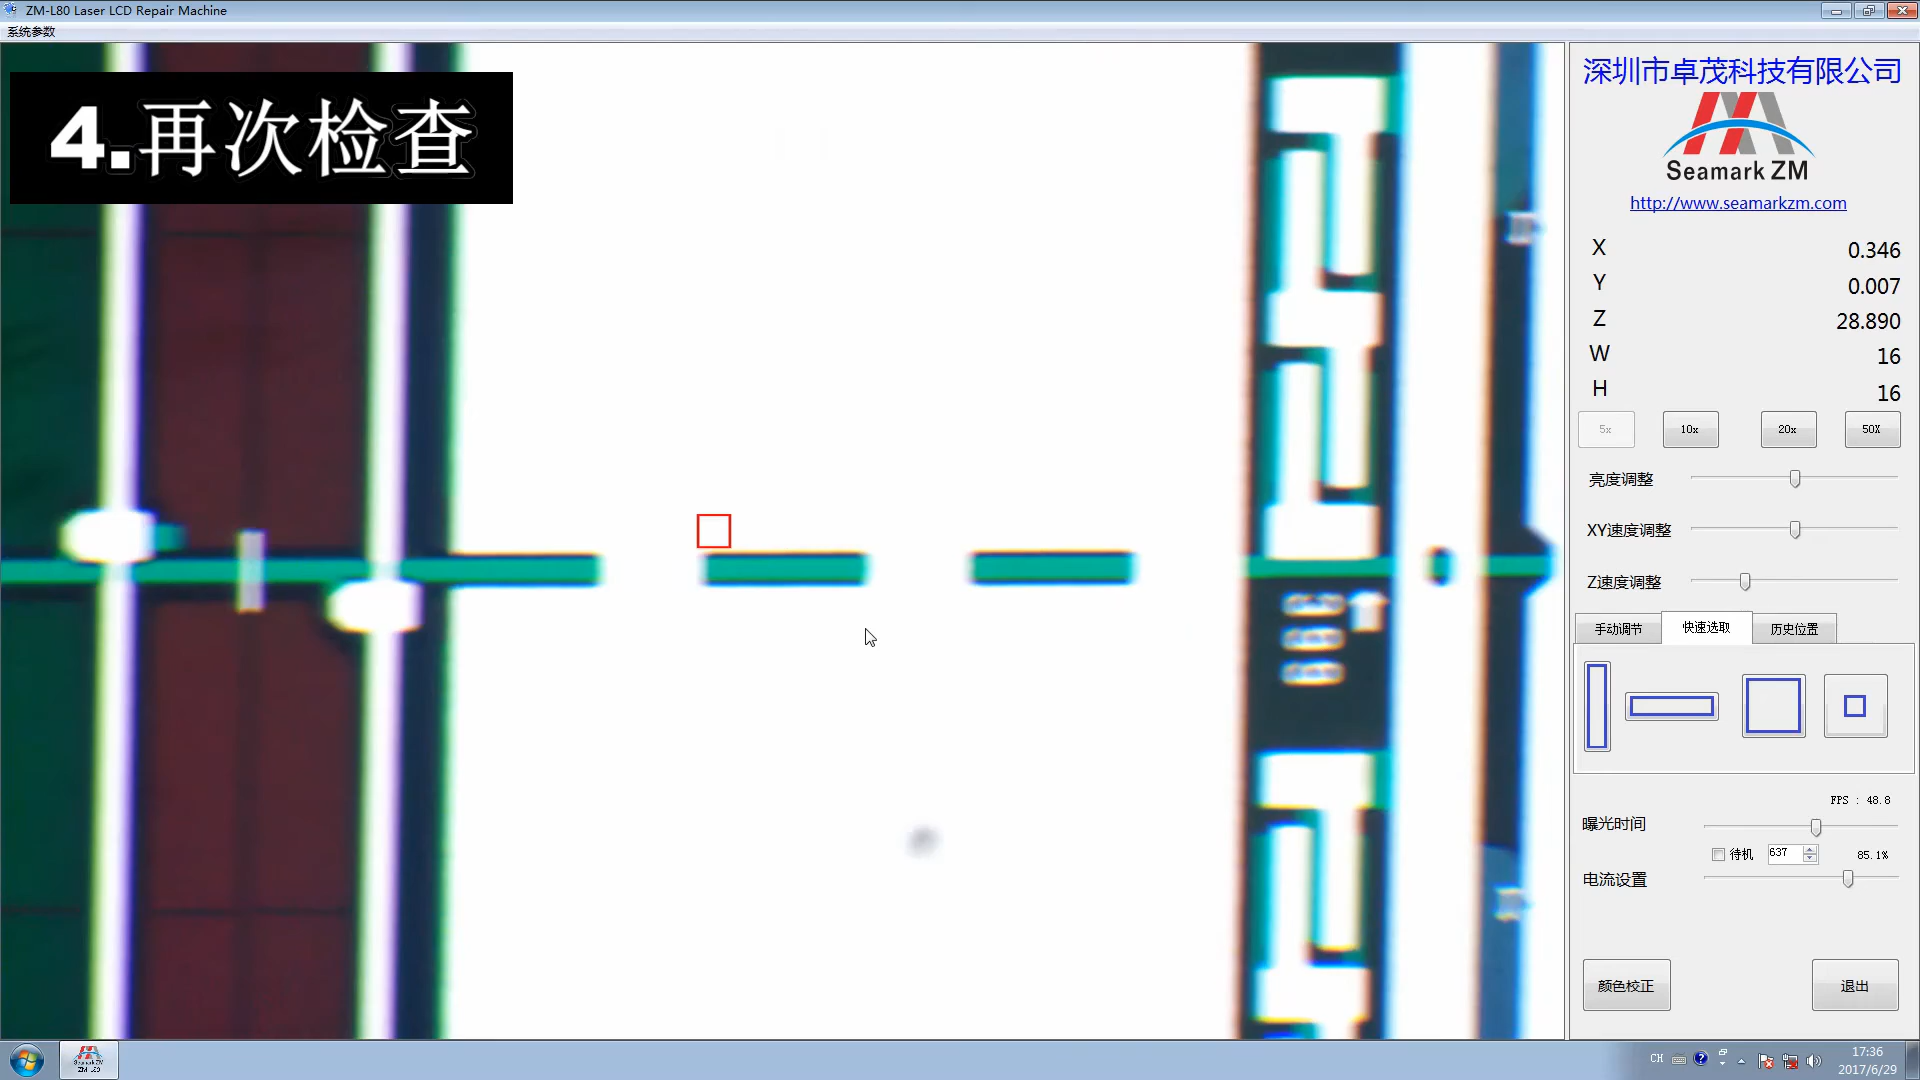 ZM-L80 Laser LCD Repair Machine
系统参数
4.再次检查
深圳市卓茂科技有限公司
Seamark ZM
http://www.seamarkzm.com
X 0.346
Y 0.007
Z 28.890
W 16
H 16
5x 10x 20x 50X
亮度调整
XY速度调整
Z速度调整
手动调节 快速选取 历史位置
FPS : 48.8
曝光时间
待机 637 85.1%
电流设置
颜色校正 退出
Seamark ZM
ZM L80
CH
17:36
2017/6/29